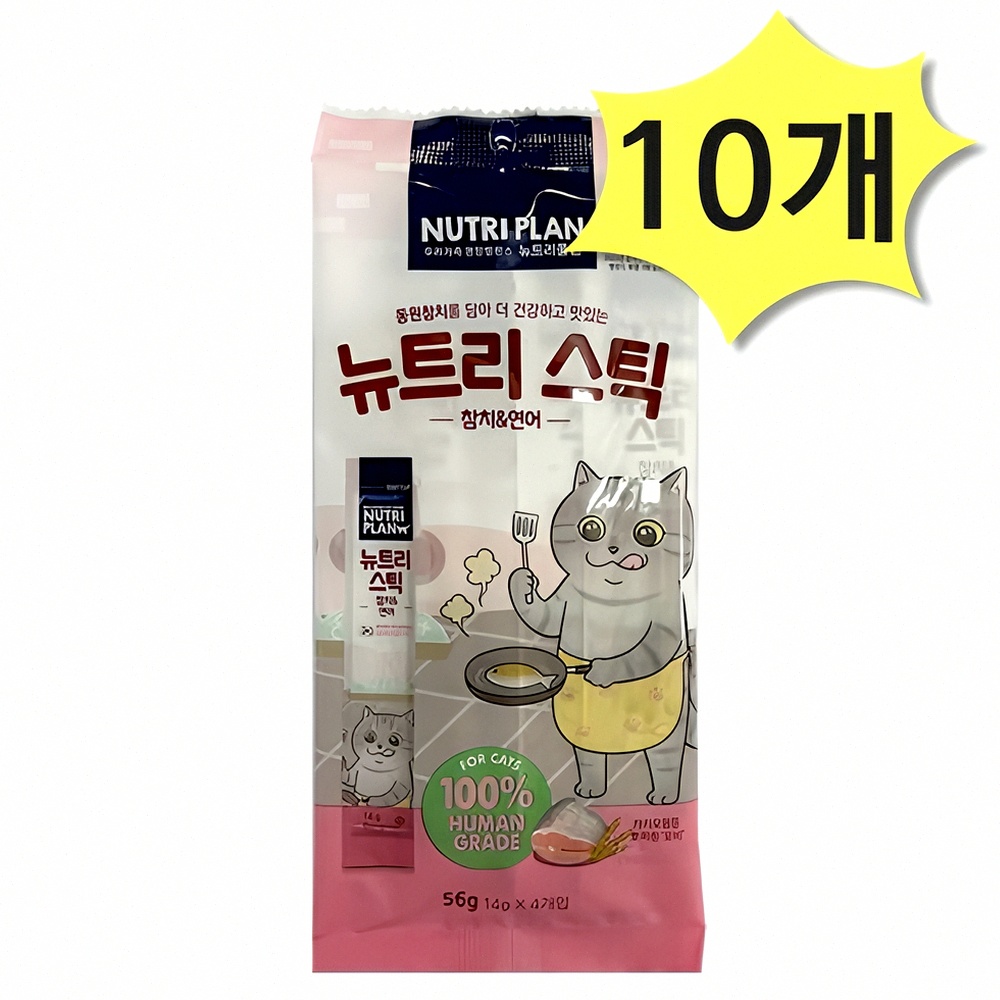 10개
NUTRI PLAN
뉴트리플랜
동원참치를 담아 더 건강하고 맛있는
뉴트리 스틱
참치&연어
NUTRI
PLAN
뉴트리
스틱
FOR CATS
100%
HUMAN
GRADE
14g
56g 14g × 4개입